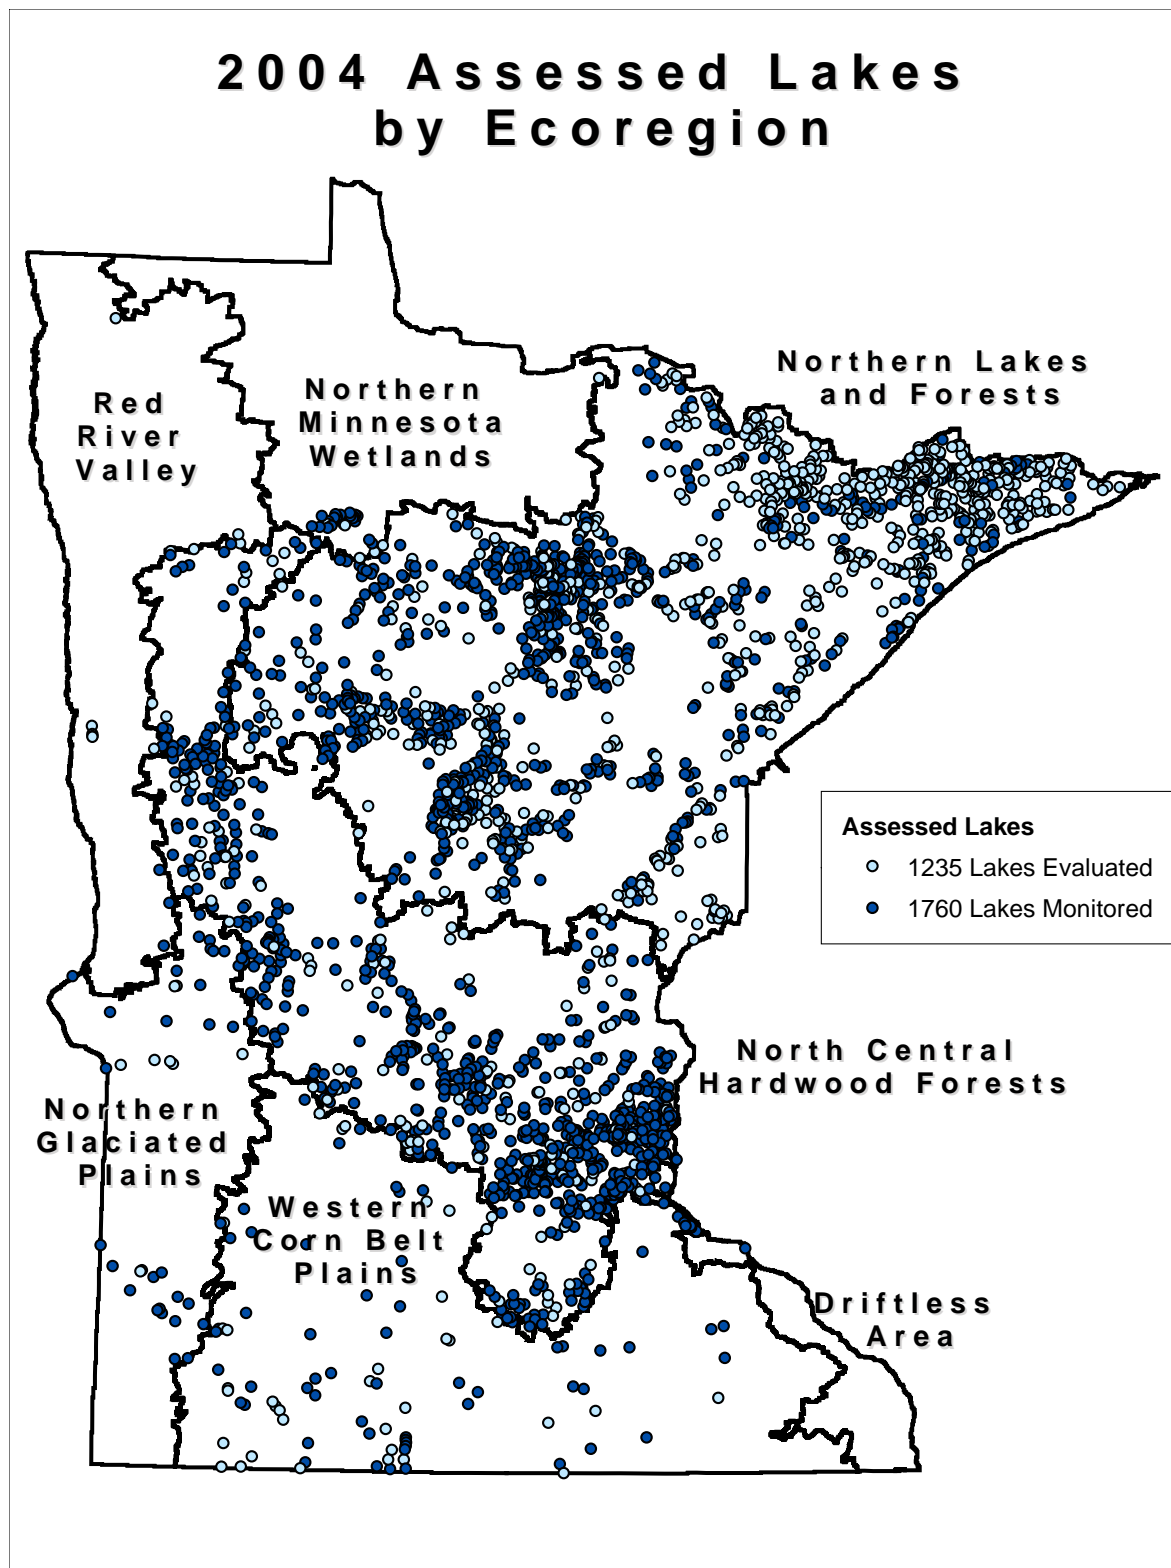 2004 Assessed Lakes
by Ecoregion
Northern Lakes
and Forests
Red
River
Valley
Northern
Minnesota
Wetlands
Assessed Lakes
1235 Lakes Evaluated
1760 Lakes Monitored
North Central
Hardwood Forests
Northern
Glaciated
Plains
Western
Corn Belt
Plains
Driftless
Area